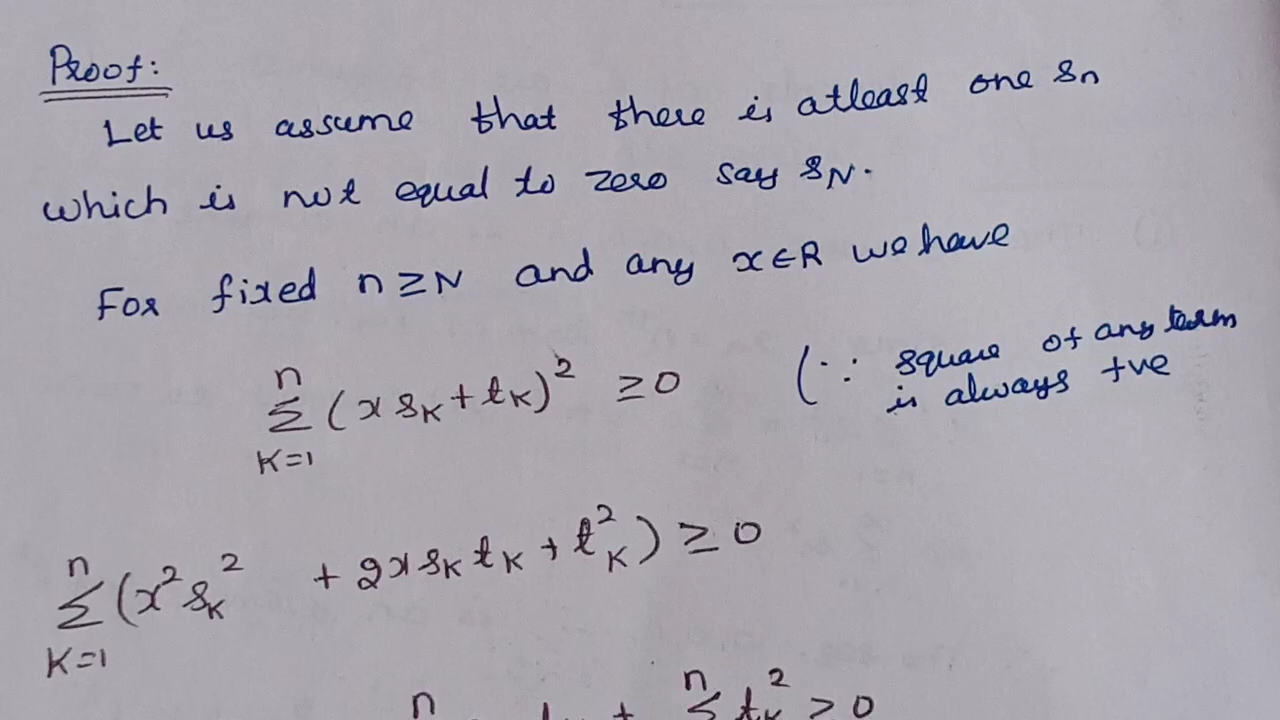 Proof:
Let us assume that there is atleast one sn
which is not equal to zero say sN.
For fixed n≥N and any x∈R we have
n
Σ (x sK + tK)² ≥0 (∵ square of any term
K=1 is always +ve
n
Σ (x² sK² + 2x sK tK + tK²) ≥ 0
K=1
n + n Σ tK² > 0